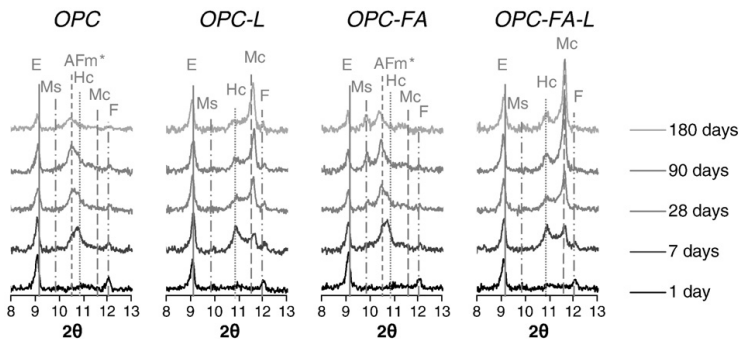 OPC OPC-L OPC-FA OPC-FA-L
E Ms AFm* Hc Mc F
E Ms Hc Mc F
E Ms AFm* Hc Mc F
E Ms Hc Mc F
180 days
90 days
28 days
7 days
1 day
8 9 10 11 12 13
8 9 10 11 12 13
8 9 10 11 12 13
8 9 10 11 12 13
2θ 2θ 2θ 2θ